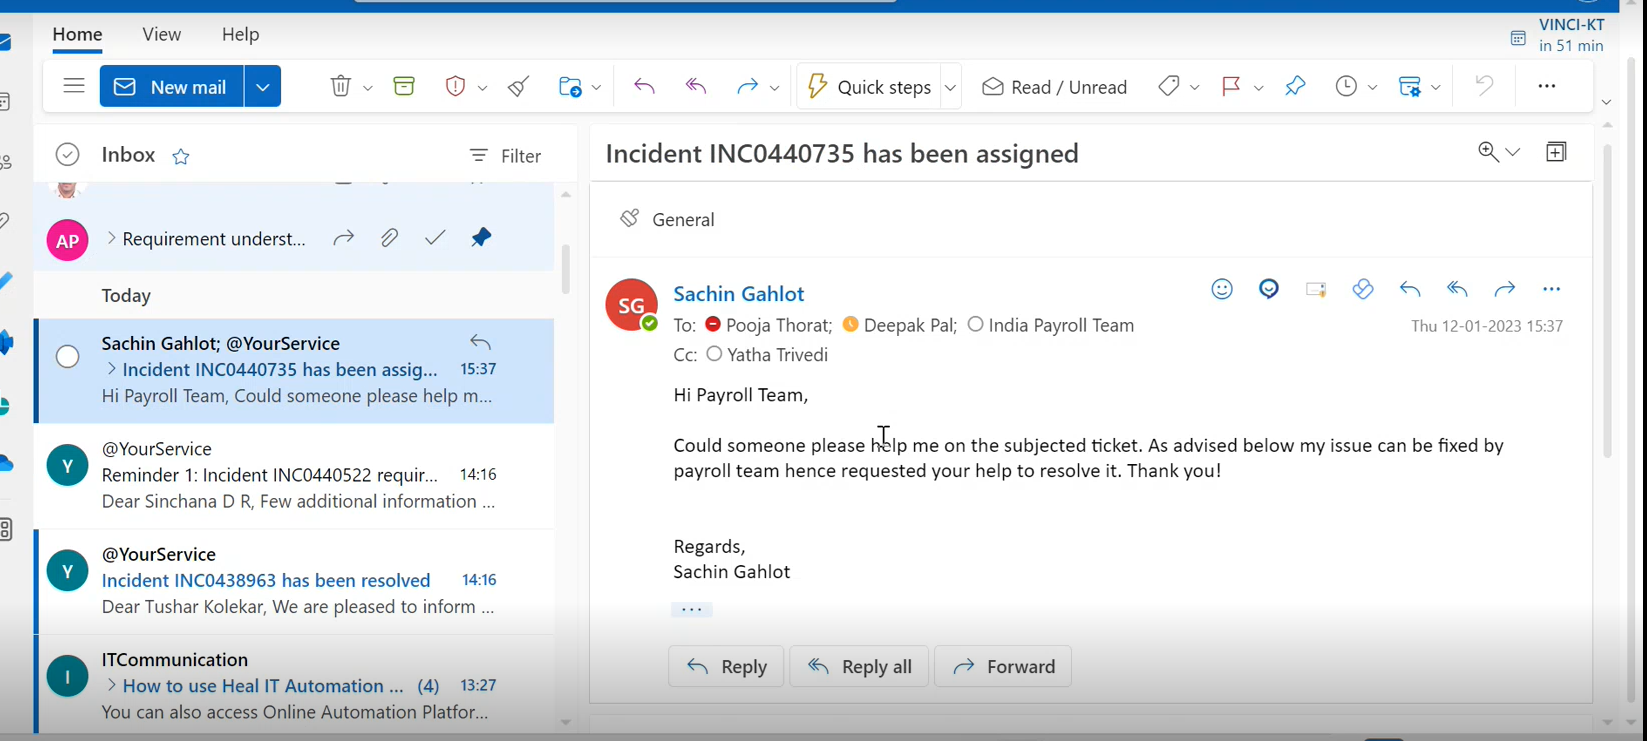 Home View Help
VINCI-KT
in 51 min
New mail Quick steps Read / Unread
Inbox Filter
AP Requirement underst...
Today
Sachin Gahlot; @YourService
Incident INC0440735 has been assig... 15:37
Hi Payroll Team, Could someone please help m...
@YourService
Y Reminder 1: Incident INC0440522 requir... 14:16
Dear Sinchana D R, Few additional information ...
@YourService
Y Incident INC0438963 has been resolved 14:16
Dear Tushar Kolekar, We are pleased to inform ...
ITCommunication
I How to use Heal IT Automation ... (4) 13:27
You can also access Online Automation Platfor...
Incident INC0440735 has been assigned
General
SG Sachin Gahlot
To: Pooja Thorat; Deepak Pal; India Payroll Team
Thu 12-01-2023 15:37
Cc: Yatha Trivedi
Hi Payroll Team,
Could someone please help me on the subjected ticket. As advised below my issue can be fixed by
payroll team hence requested your help to resolve it. Thank you!
Regards,
Sachin Gahlot
...
Reply Reply all Forward